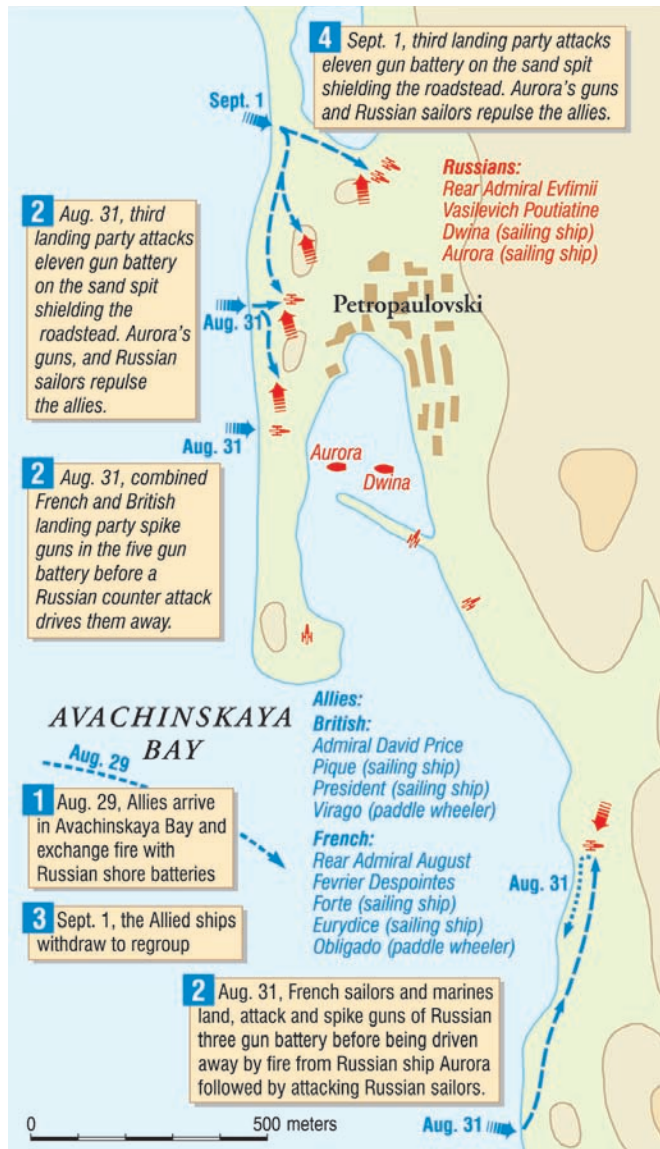 4 Sept. 1, third landing party attacks
eleven gun battery on the sand spit
shielding the roadstead. Aurora's guns
and Russian sailors repulse the allies.
Sept. 1
Russians:
Rear Admiral Evfimii
Vasilevich Poutiatine
Dwina (sailing ship)
Aurora (sailing ship)
2 Aug. 31, third
landing party attacks
eleven gun battery
on the sand spit
shielding the
roadstead. Aurora's
guns, and Russian
sailors repulse
the allies.
Petropaulovski
Aug. 31
Aug. 31
Aurora
Dwina
2 Aug. 31, combined
French and British
landing party spike
guns in the five gun
battery before a
Russian counter attack
drives them away.
AVACHINSKAYA
BAY
Aug. 29
1 Aug. 29, Allies arrive
in Avachinskaya Bay and
exchange fire with
Russian shore batteries
3 Sept. 1, the Allied ships
withdraw to regroup
Allies:
British:
Admiral David Price
Pique (sailing ship)
President (sailing ship)
Virago (paddle wheeler)
French:
Rear Admiral August
Fevrier Despointes
Forte (sailing ship)
Eurydice (sailing ship)
Obligado (paddle wheeler)
Aug. 31
2 Aug. 31, French sailors and marines
land, attack and spike guns of Russian
three gun battery before being driven
away by fire from Russian ship Aurora
followed by attacking Russian sailors.
0 500 meters
Aug. 31